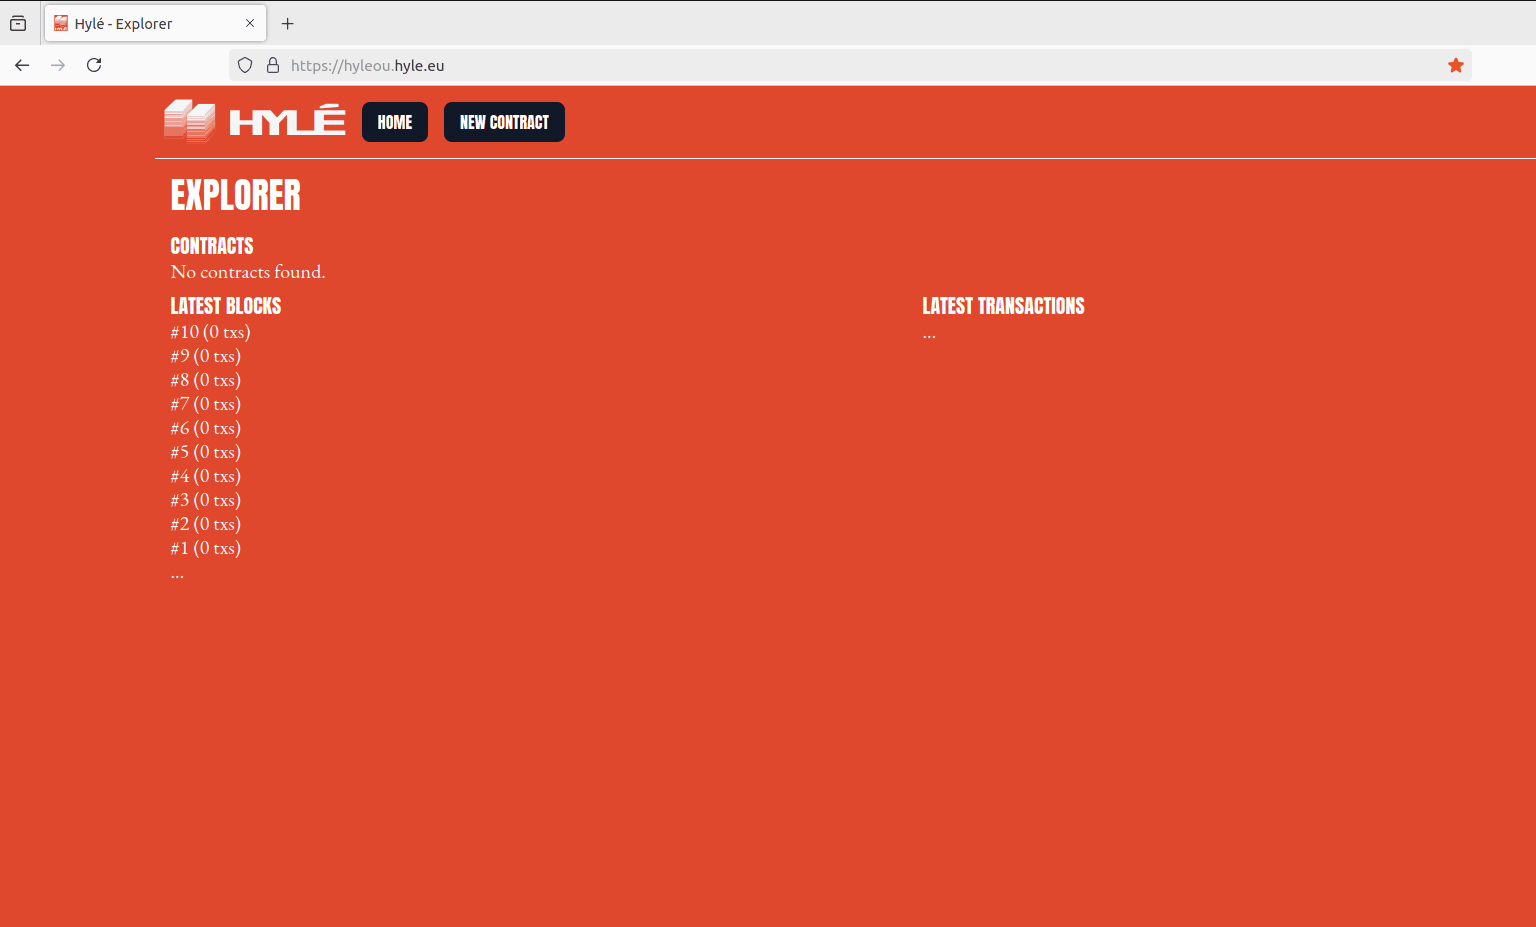 Hylé - Explorer
https://hyleou.hyle.eu
HYLÉ
HOME
NEW CONTRACT
EXPLORER
CONTRACTS
No contracts found.
LATEST BLOCKS
#10 (0 txs)
#9 (0 txs)
#8 (0 txs)
#7 (0 txs)
#6 (0 txs)
#5 (0 txs)
#4 (0 txs)
#3 (0 txs)
#2 (0 txs)
#1 (0 txs)
...
LATEST TRANSACTIONS
...